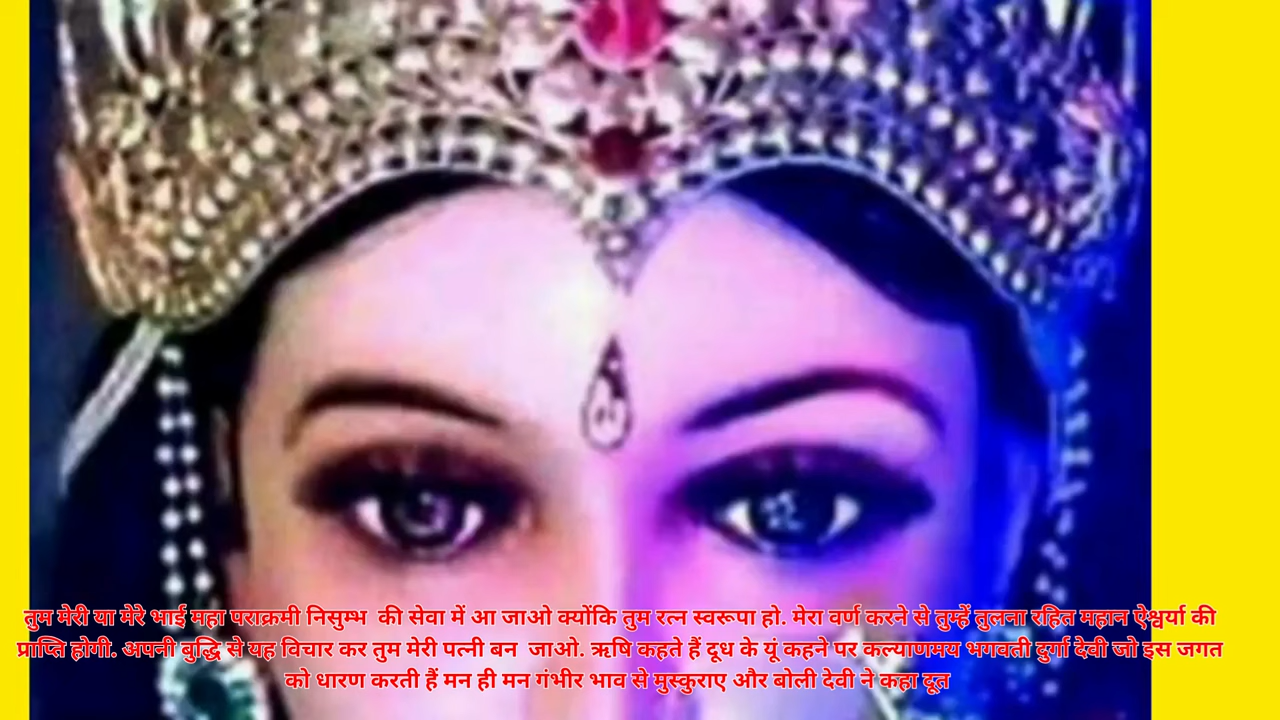 तुम मेरी या मेरे भाई महा पराक्रमी निसुम्भ की सेवा में आ जाओ क्योंकि तुम रत्न स्वरूपा हो. मेरा वर्ण करने से तुम्हें तुलना रहित महान ऐश्वर्या की
प्राप्ति होगी. अपनी बुद्धि से यह विचार कर तुम मेरी पत्नी बन जाओ. ऋषि कहते हैं दूध के यूं कहने पर कल्याणमय भगवती दुर्गा देवी जो इस जगत
को धारण करती हैं मन ही मन गंभीर भाव से मुस्कुराए और बोली देवी ने कहा दूत